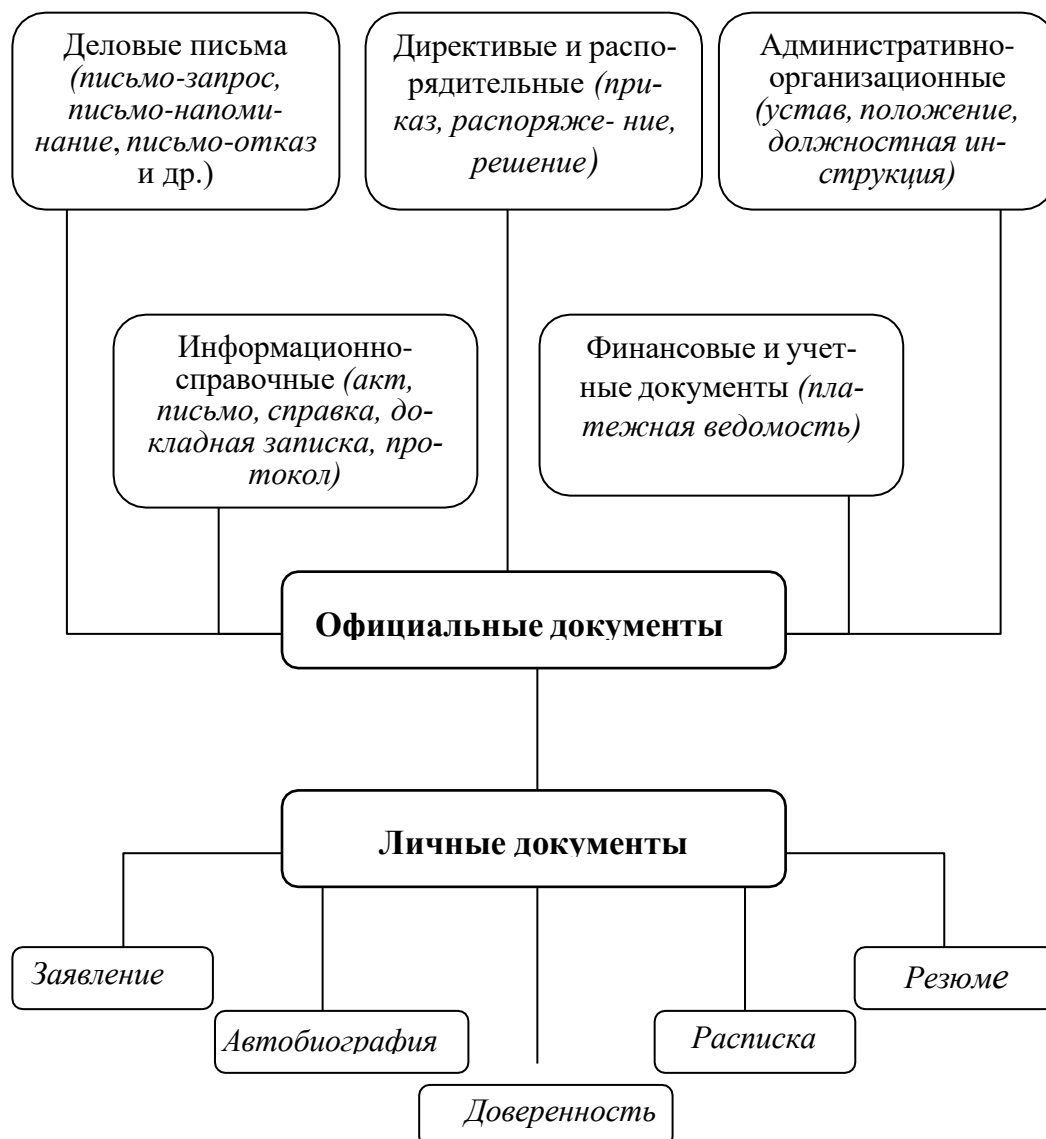 Деловые письма
(письмо-запрос,
письмо-напоми-
нание, письмо-отказ
и др.)
Директивые и распо-
рядительные (при-
каз, распоряже- ние,
решение)
Административно-
организационные
(устав, положение,
должностная ин-
струкция)
Информационно-
справочные (акт,
письмо, справка, до-
кладная записка, про-
токол)
Финансовые и учет-
ные документы (пла-
тежная ведомость)
Официальные документы
Личные документы
Заявление
Резюме
Автобиография
Расписка
Доверенность